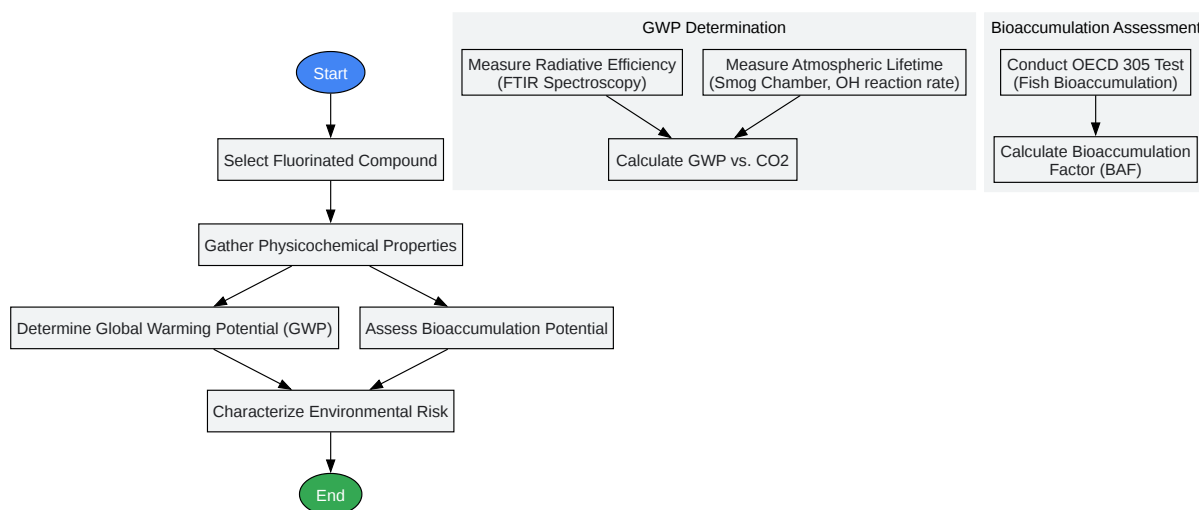 Start
Select Fluorinated Compound
Gather Physicochemical Properties
Determine Global Warming Potential (GWP)
Assess Bioaccumulation Potential
Characterize Environmental Risk
End
GWP Determination
Measure Radiative Efficiency
(FTIR Spectroscopy)
Measure Atmospheric Lifetime
(Smog Chamber, OH reaction rate)
Calculate GWP vs. CO2
Bioaccumulation Assessment
Conduct OECD 305 Test
(Fish Bioaccumulation)
Calculate Bioaccumulation
Factor (BAF)